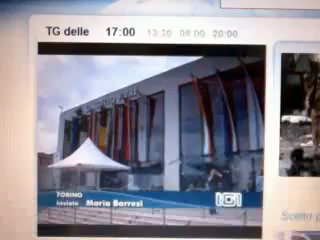 TG delle 17:00 13:30 08:00 20:00
TORINO
inviato Maria Barresi
TG1